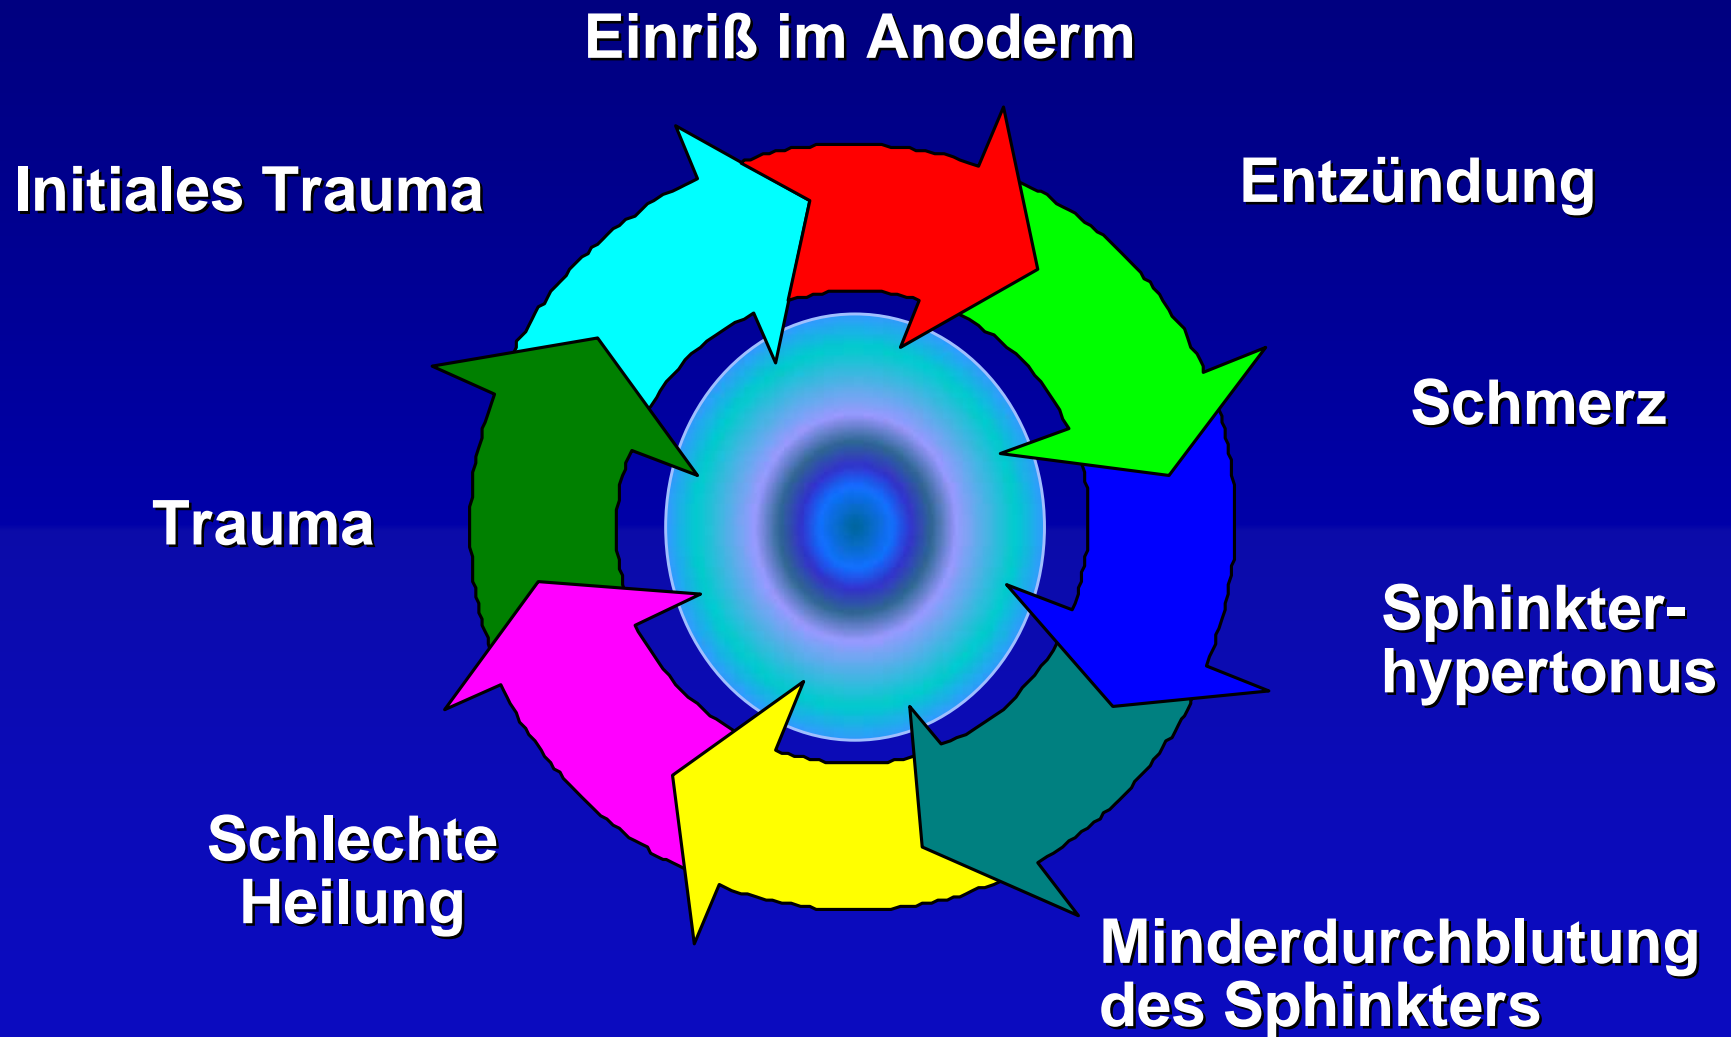 Einriß im Anoderm
Initiales Trauma
Entzündung
Schmerz
Trauma
Sphinkter-
hypertonus
Schlechte
Heilung
Minderdurchblutung
des Sphinkters